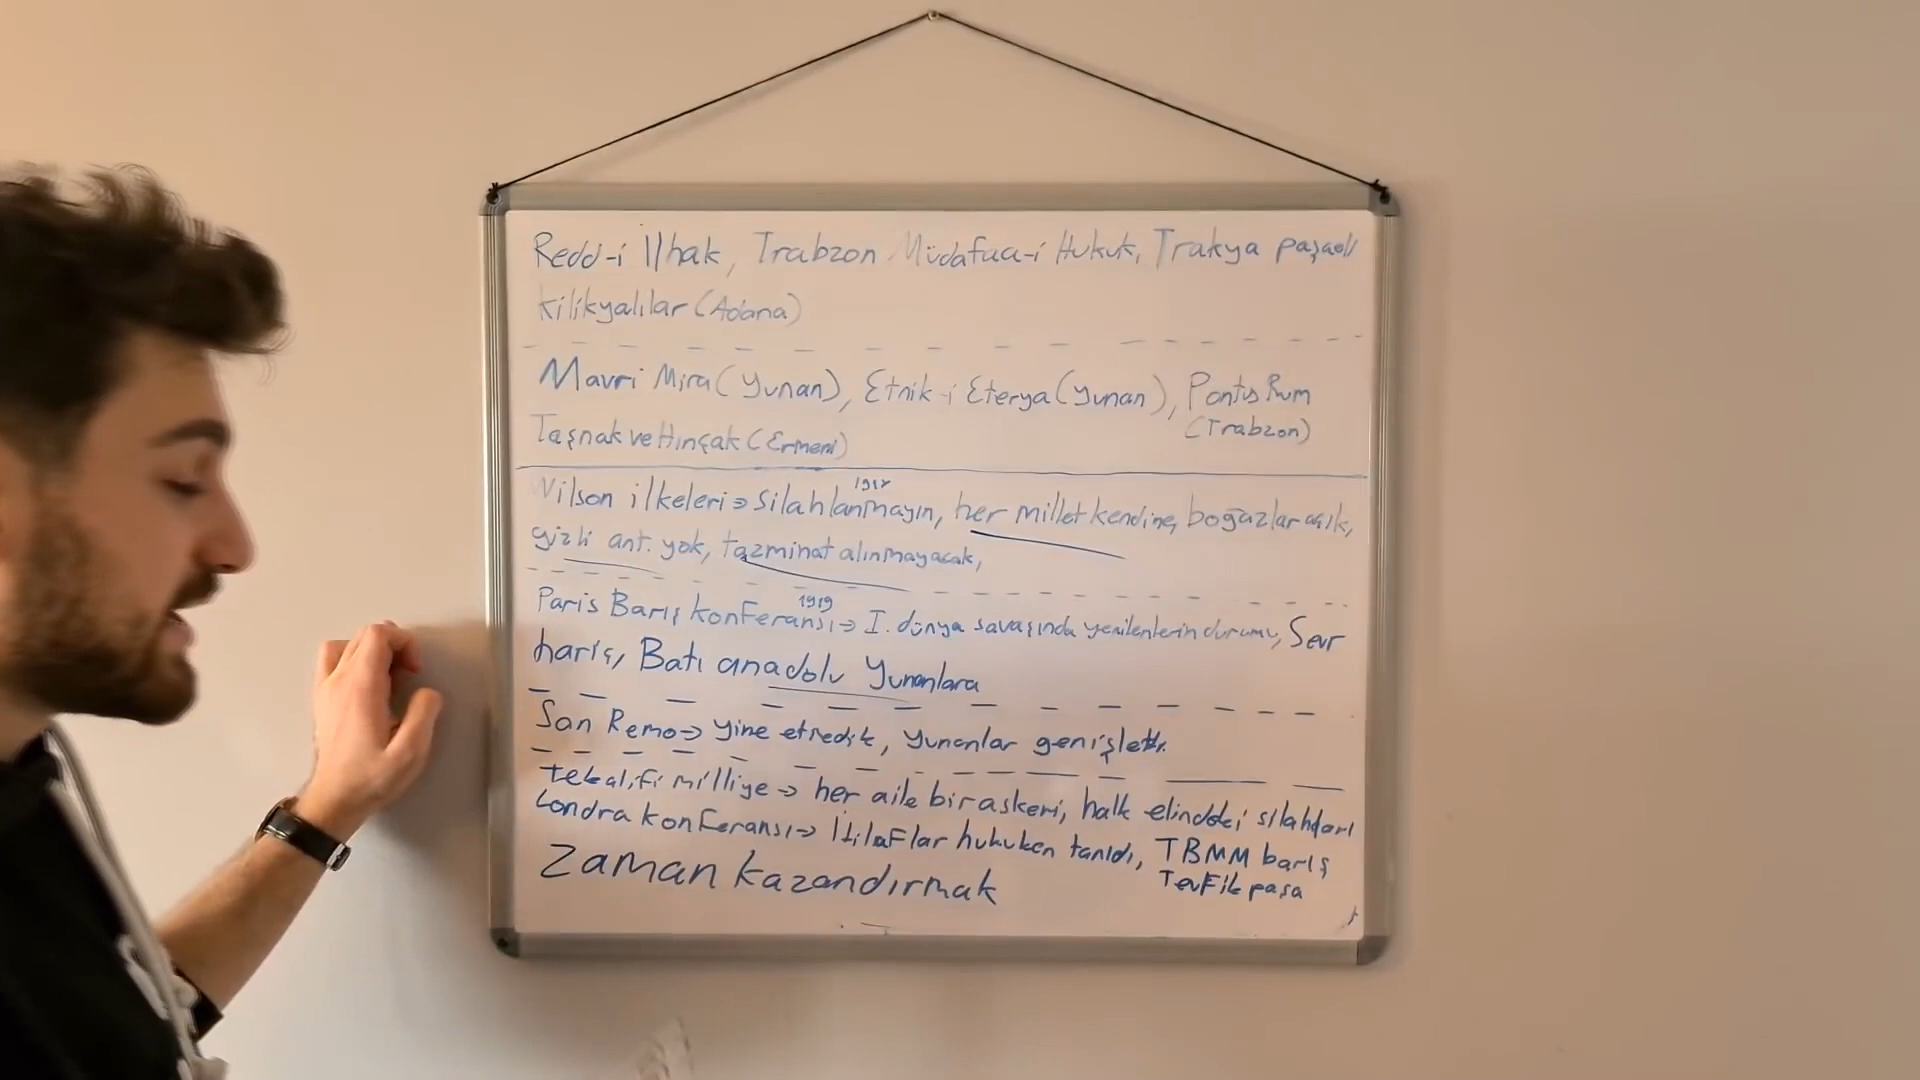 Redd-i İlhak, Trabzon Müdafaa-i Hukuk, Trakya paşaeli
Kilikyalılar (Adana)
Mavri Mira (Yunan), Etnik-i Eterya (Yunan), Pontus Rum
(Trabzon)
Taşnak ve Hınçak (Ermeni)
1918
Wilson ilkeleri⇒ Silahlanmayın, her millet kendine, boğazlar açık,
gizli ant. yok, tazminat alınmayacak,
1919
Paris Barış konferansı⇒ I. dünya savaşında yenilenlerin durumu, Sevr
hariç, Batı anadolu Yunanlara
San Remo⇒ yine etmedik, yunanlar genişletti.
tekalifi milliye→ her aile bir askeri, halk elindeki silahları
Londra konferansı⇒ İtilaflar hukuken tanıdı, TBMM barış
Tevfik paşa
Zaman kazandırmak